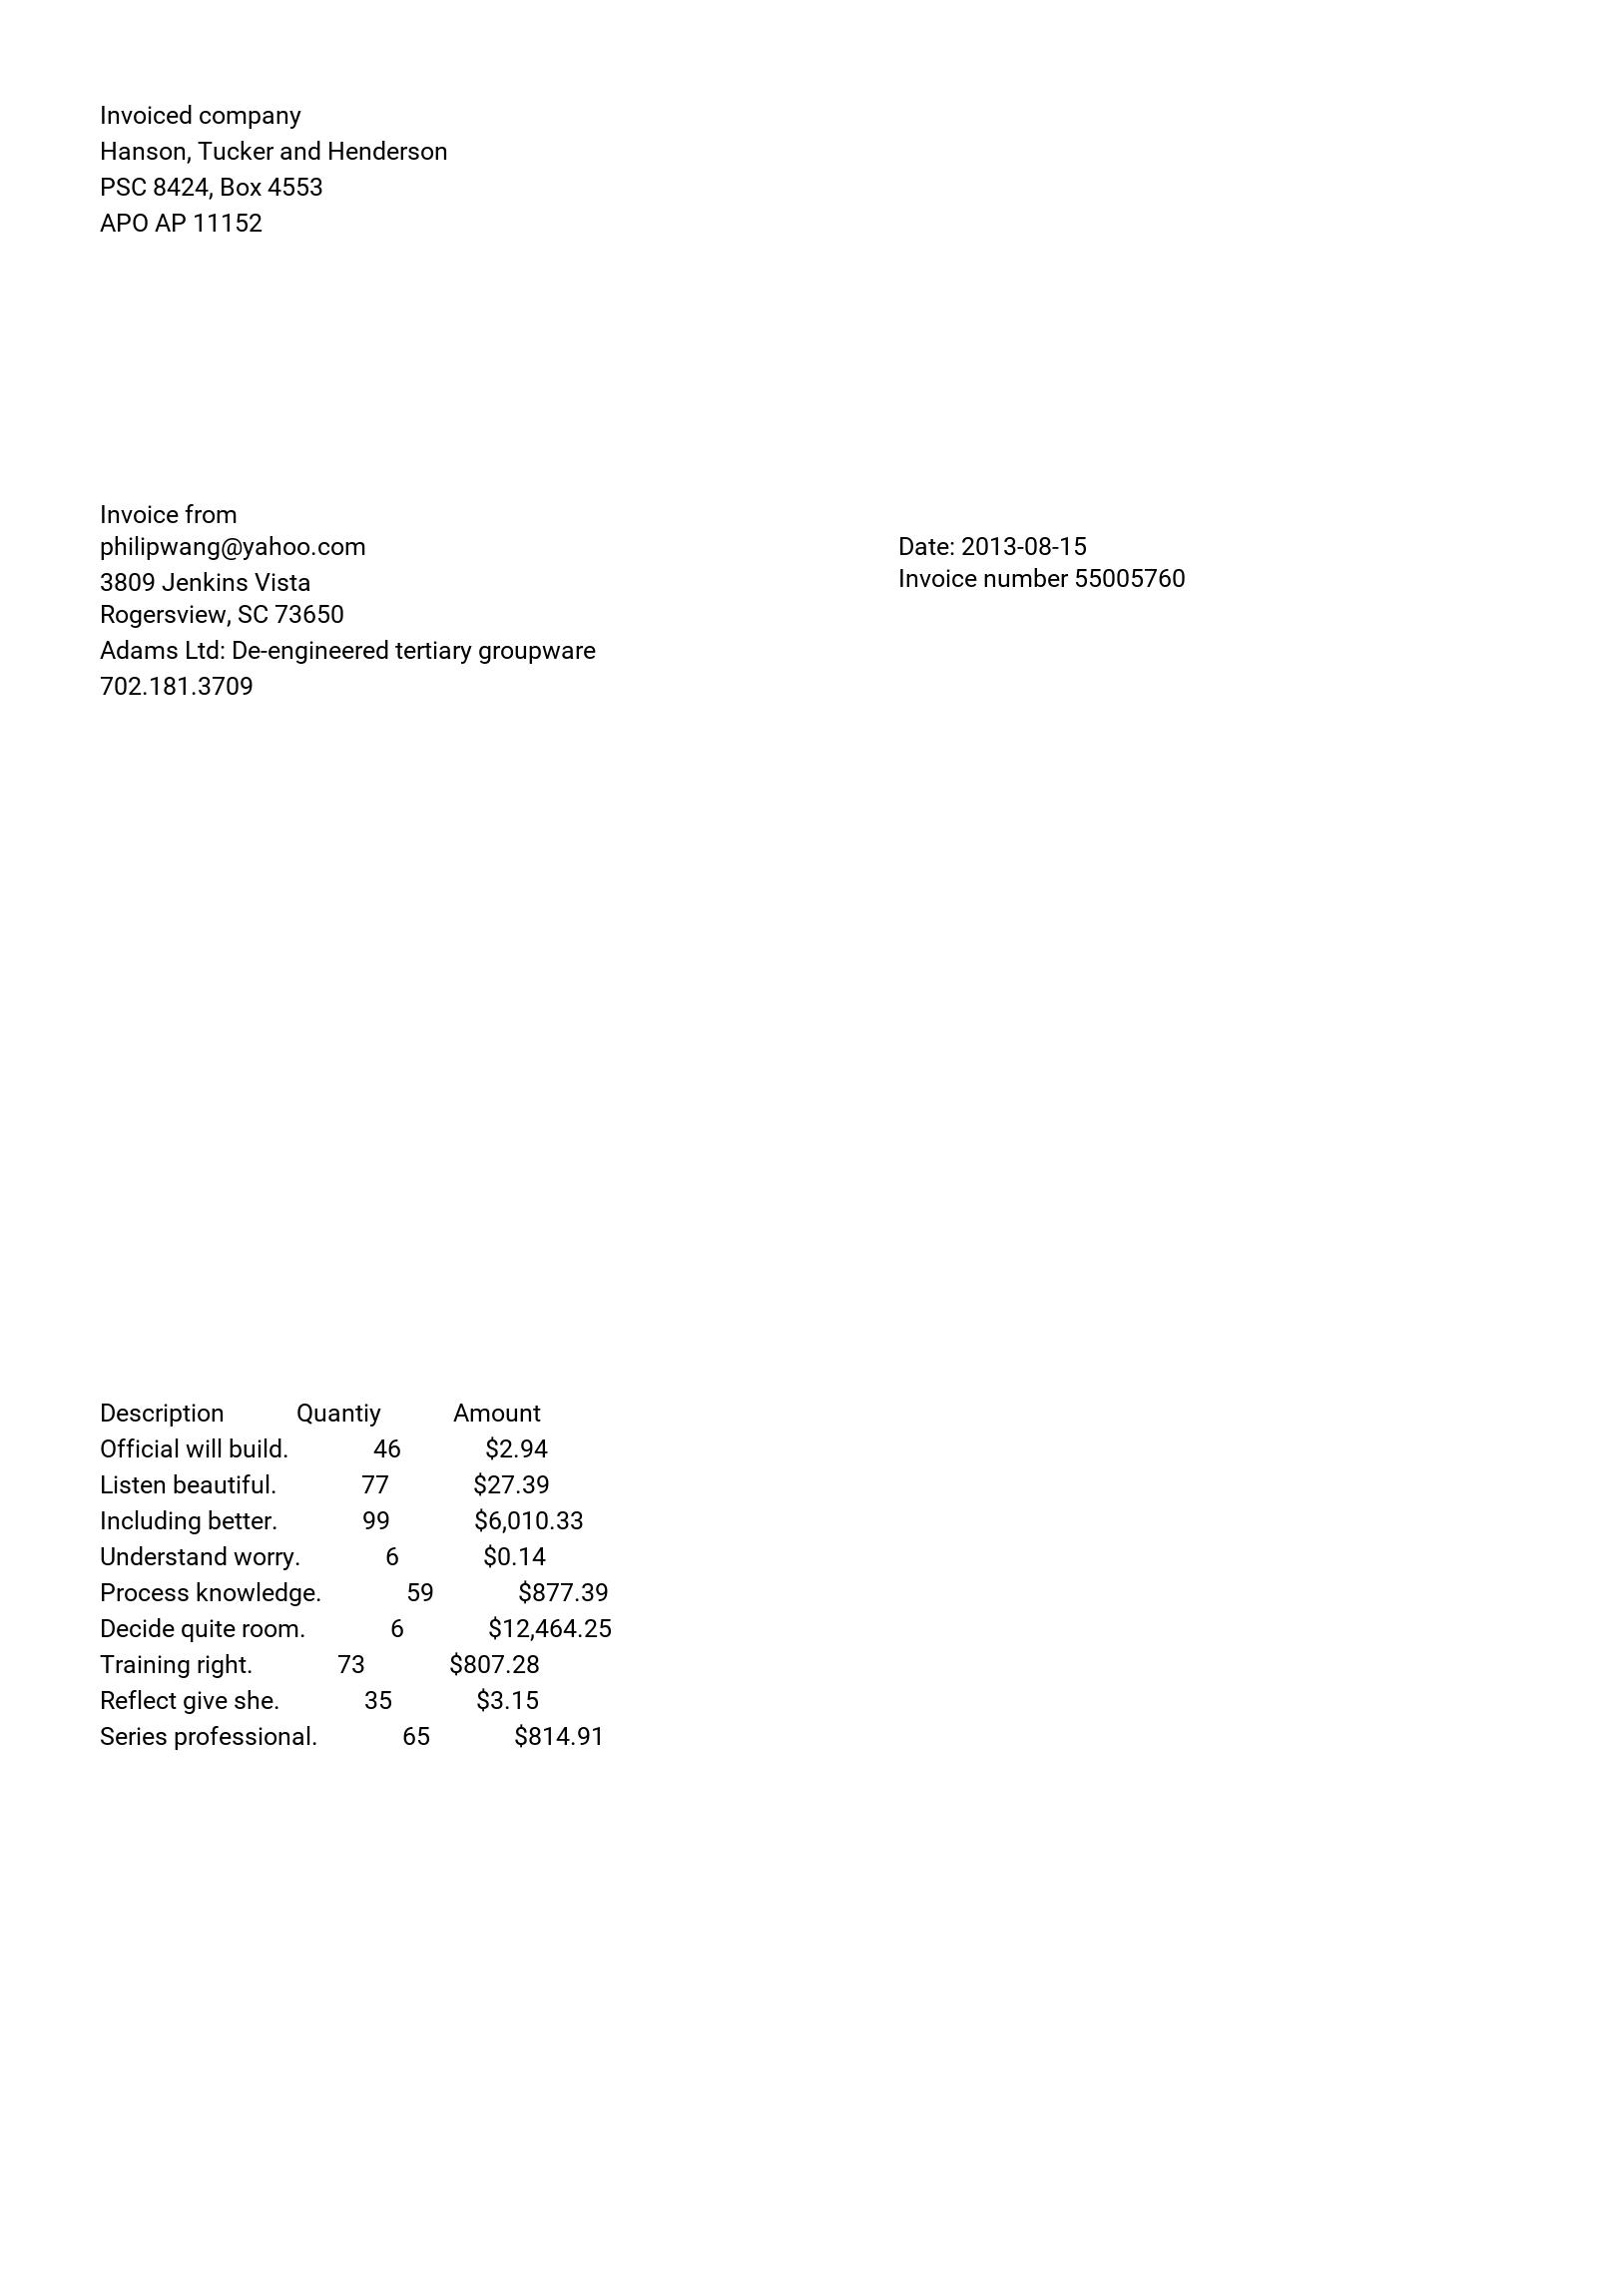 Invoiced company
Hanson, Tucker and Henderson
PSC 8424, Box 4553
APO AP 11152
Invoice from
philipwang@yahoo.com
3809 Jenkins Vista
Rogersview, SC 73650
Adams Ltd: De-engineered tertiary groupware
702.181.3709
Date: 2013-08-15
Invoice number 55005760
Description Quantiy Amount
Official will build. 46 $2.94
Listen beautiful. 77 $27.39
Including better. 99 $6,010.33
Understand worry. 6 $0.14
Process knowledge. 59 $877.39
Decide quite room. 6 $12,464.25
Training right. 73 $807.28
Reflect give she. 35 $3.15
Series professional. 65 $814.91